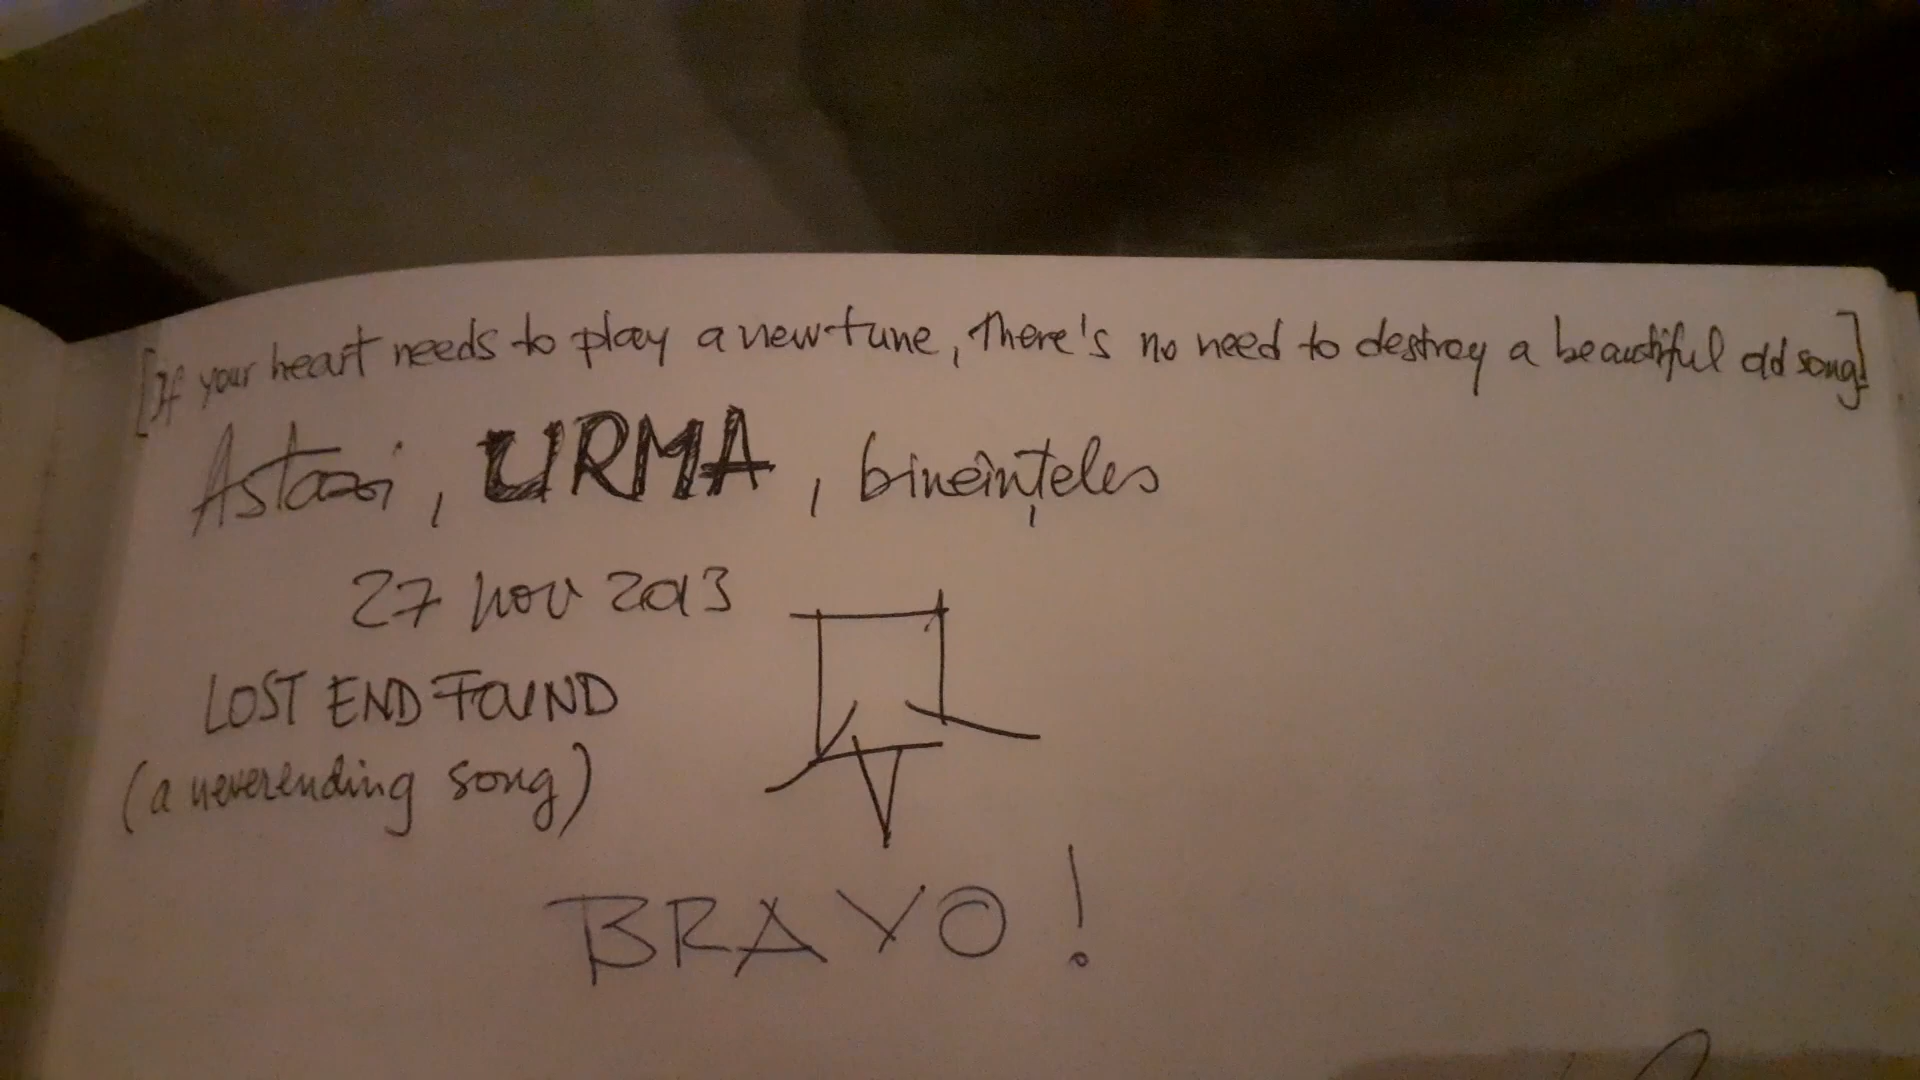 [If your heart needs to play a new tune, there's no need to destroy a beautiful old song]
Astazi, URMA, bineînțeles
27 nov 2013
LOST END FOUND
(a neverending song)
BRAVO!